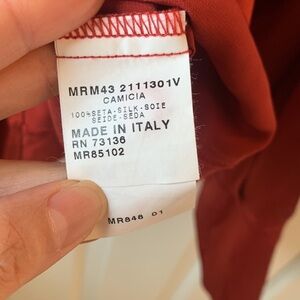 MRM43 2111301V
CAMICIA
100%SETA-SILK-SOIE
SEIDE-SEDA
MADE IN ITALY
RN 73136
MR85102
MR848 01